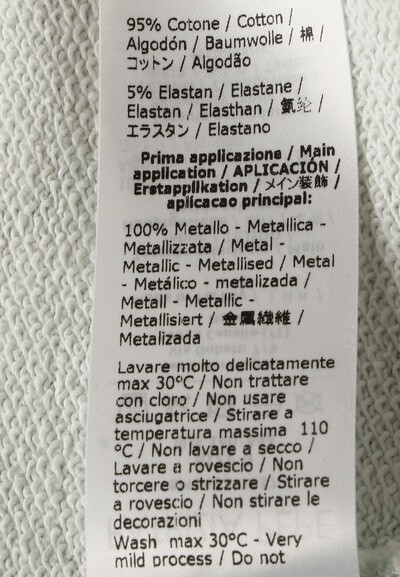 95% Cotone / Cotton /
Algodón / Baumwolle / 棉 /
コットン / Algodão
5% Elastan / Elastane /
Elastan / Elasthan / 氨纶 /
エラスタン / Elastano
Prima applicazione / Main
application / APLICACIÓN /
Erstapplikation / メイン装飾 /
aplicacao principal:
100% Metallo - Metallica -
Metallizzata / Metal -
Metallic - Metallised / Metal
- Metálico - metalizada /
Metall - Metallic -
Metallisiert / 金属繊維 /
Metalizada
Lavare molto delicatamente
max 30°C / Non trattare
con cloro / Non usare
asciugatrice / Stirare a
temperatura massima 110
°C / Non lavare a secco /
Lavare a rovescio / Non
torcere o strizzare / Stirare
a rovescio / Non stirare le
decorazioni
Wash max 30°C - Very
mild process / Do not